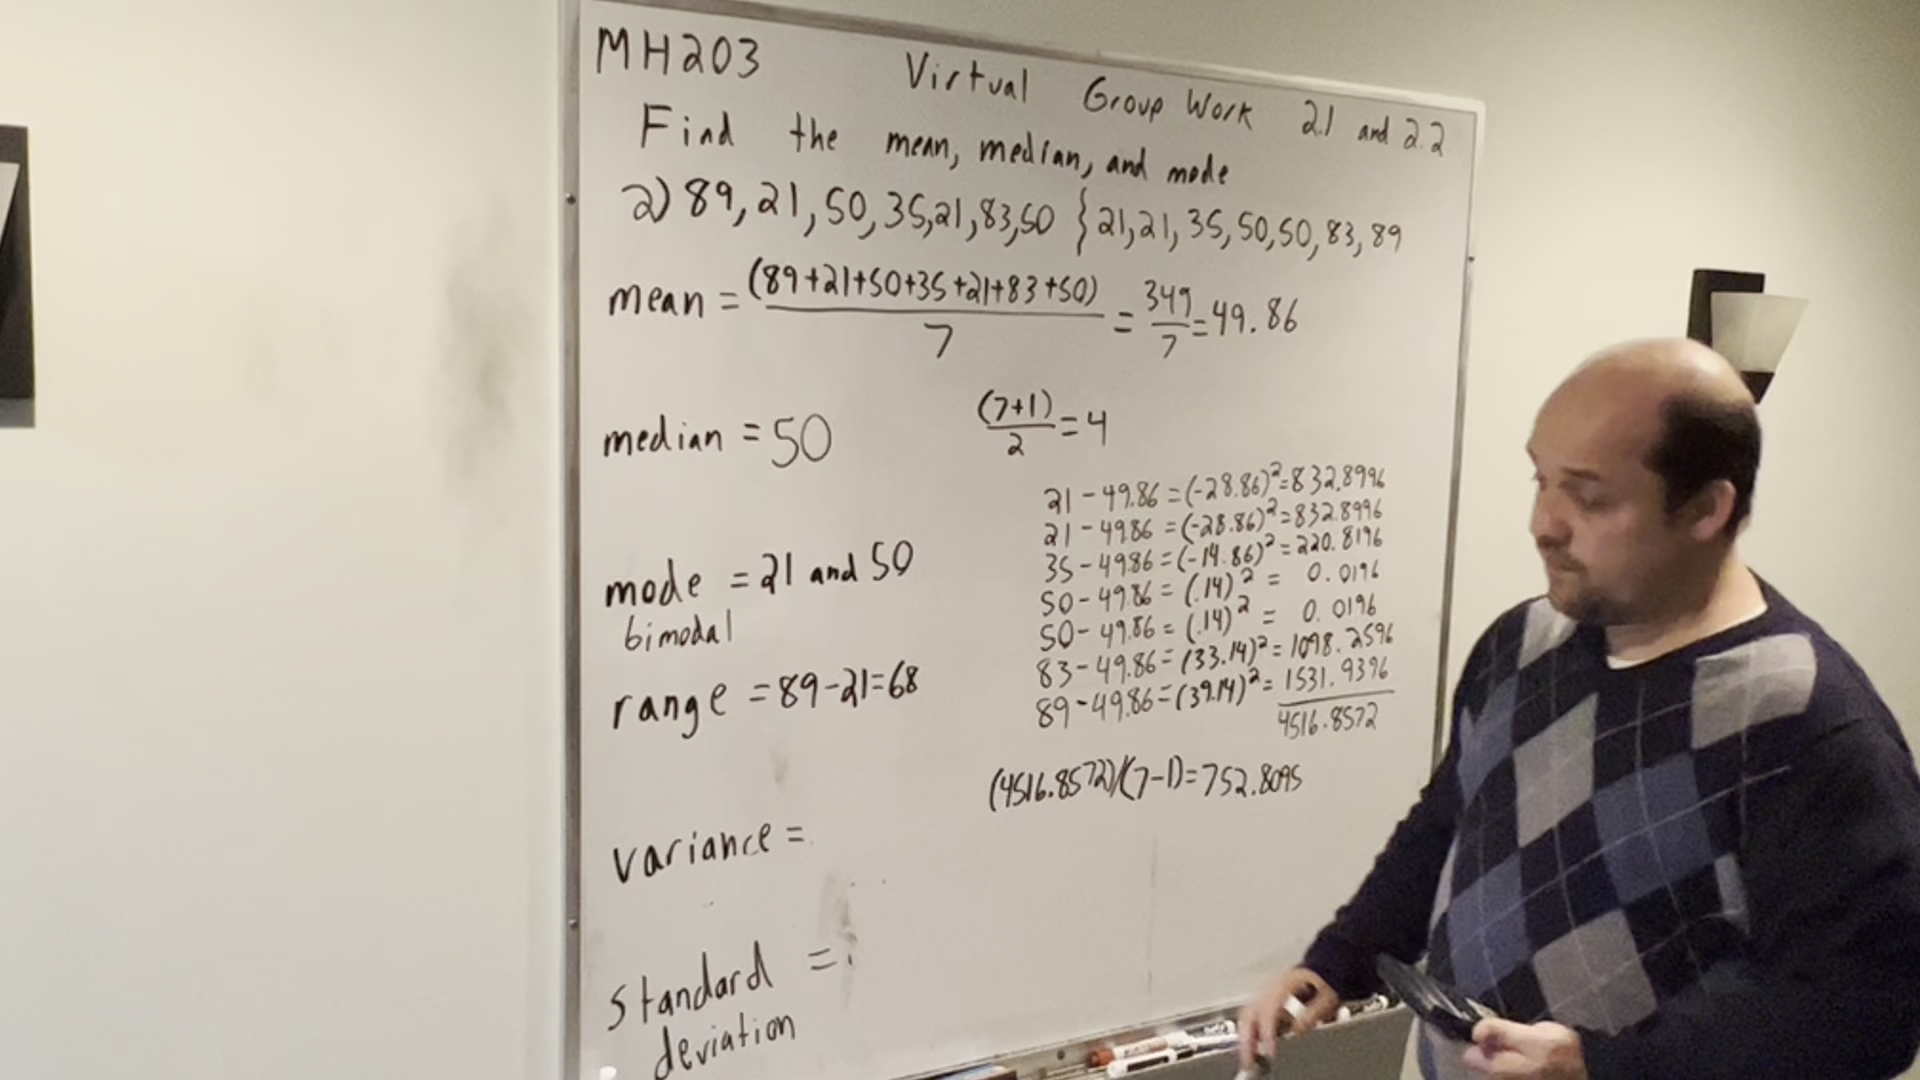 MH203 Virtual Group Work 2.1 and 2.2
Find the mean, median, and mode
2) 89, 21, 50, 35, 21, 83, 50 } 21, 21, 35, 50, 50, 83, 89
mean = (89+21+50+35+21+83+50) / 7 = 349 / 7 = 49.86
median = 50
(7+1) / 2 = 4
21 - 49.86 = (-28.86)² = 832.8996
21 - 49.86 = (-28.86)² = 832.8996
35 - 49.86 = (-14.86)² = 220.8196
50 - 49.86 = (.14)² = 0.0196
50 - 49.86 = (.14)² = 0.0196
83 - 49.86 = (33.14)² = 1098.2596
89 - 49.86 = (39.14)² = 1531.9396
4516.8572
(4516.8572)/(7-1) = 752.8095
mode = 21 and 50
bimodal
range = 89-21=68
variance =
standard =
deviation